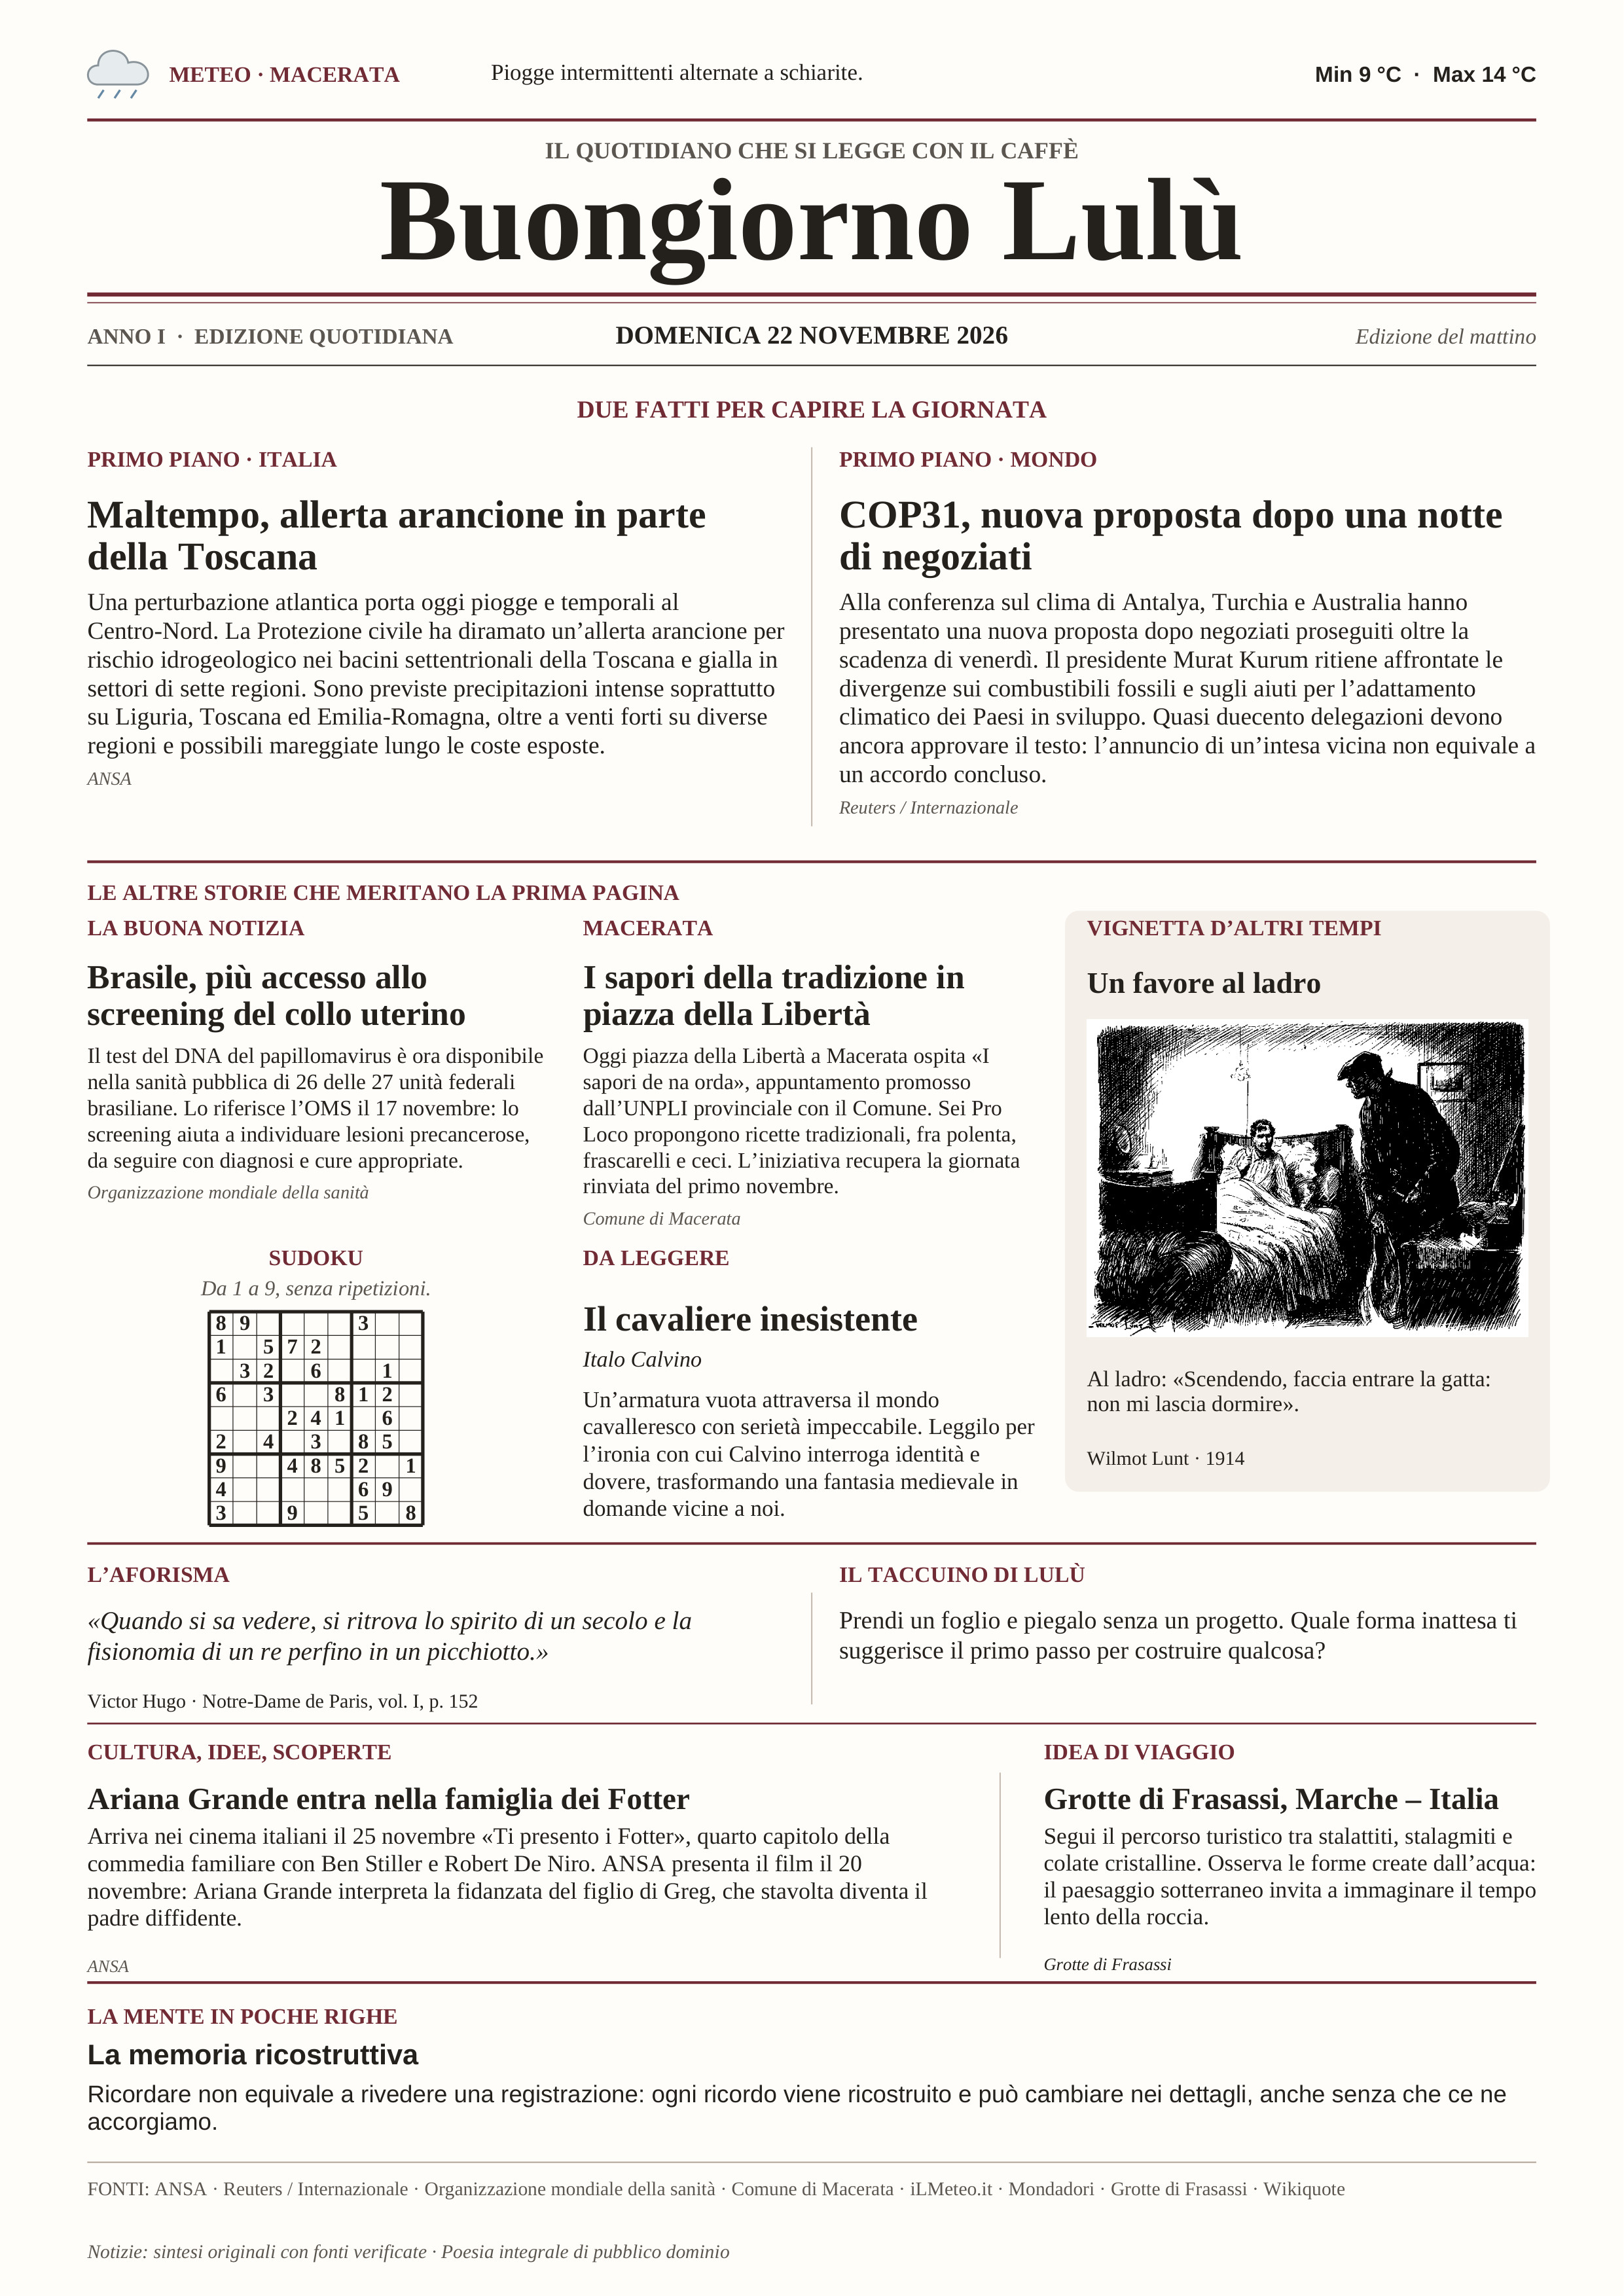 METEO · MACERATA
Piogge intermittenti alternate a schiarite.
Min 9 °C · Max 14 °C
IL QUOTIDIANO CHE SI LEGGE CON IL CAFFÈ
Buongiorno Lulù
ANNO I · EDIZIONE QUOTIDIANA
DOMENICA 22 NOVEMBRE 2026
Edizione del mattino
DUE FATTI PER CAPIRE LA GIORNATA
PRIMO PIANO · ITALIA
Maltempo, allerta arancione in parte
della Toscana
Una perturbazione atlantica porta oggi piogge e temporali al
Centro-Nord. La Protezione civile ha diramato un’allerta arancione per
rischio idrogeologico nei bacini settentrionali della Toscana e gialla in
settori di sette regioni. Sono previste precipitazioni intense soprattutto
su Liguria, Toscana ed Emilia-Romagna, oltre a venti forti su diverse
regioni e possibili mareggiate lungo le coste esposte.
ANSA
PRIMO PIANO · MONDO
COP31, nuova proposta dopo una notte
di negoziati
Alla conferenza sul clima di Antalya, Turchia e Australia hanno
presentato una nuova proposta dopo negoziati proseguiti oltre la
scadenza di venerdì. Il presidente Murat Kurum ritiene affrontate le
divergenze sui combustibili fossili e sugli aiuti per l’adattamento
climatico dei Paesi in sviluppo. Quasi duecento delegazioni devono
ancora approvare il testo: l’annuncio di un’intesa vicina non equivale a
un accordo concluso.
Reuters / Internazionale
LE ALTRE STORIE CHE MERITANO LA PRIMA PAGINA
LA BUONA NOTIZIA
Brasile, più accesso allo
screening del collo uterino
Il test del DNA del papillomavirus è ora disponibile
nella sanità pubblica di 26 delle 27 unità federali
brasiliane. Lo riferisce l’OMS il 17 novembre: lo
screening aiuta a individuare lesioni precancerose,
da seguire con diagnosi e cure appropriate.
Organizzazione mondiale della sanità
MACERATA
I sapori della tradizione in
piazza della Libertà
Oggi piazza della Libertà a Macerata ospita «I
sapori de na orda», appuntamento promosso
dall’UNPLI provinciale con il Comune. Sei Pro
Loco propongono ricette tradizionali, fra polenta,
frascarelli e ceci. L’iniziativa recupera la giornata
rinviata del primo novembre.
Comune di Macerata
VIGNETTA D’ALTRI TEMPI
Un favore al ladro
Al ladro: «Scendendo, faccia entrare la gatta:
non mi lascia dormire».
Wilmot Lunt · 1914
SUDOKU
Da 1 a 9, senza ripetizioni.
8 9 3
1 5 7 2
3 2 6 1
6 3 8 1 2
2 4 1 6
2 4 3 8 5
9 4 8 5 2 1
4 6 9
3 9 5 8
DA LEGGERE
Il cavaliere inesistente
Italo Calvino
Un’armatura vuota attraversa il mondo
cavalleresco con serietà impeccabile. Leggilo per
l’ironia con cui Calvino interroga identità e
dovere, trasformando una fantasia medievale in
domande vicine a noi.
L’AFORISMA
«Quando si sa vedere, si ritrova lo spirito di un secolo e la
fisionomia di un re perfino in un picchiotto.»
Victor Hugo · Notre-Dame de Paris, vol. I, p. 152
IL TACCUINO DI LULÙ
Prendi un foglio e piegalo senza un progetto. Quale forma inattesa ti
suggerisce il primo passo per costruire qualcosa?
CULTURA, IDEE, SCOPERTE
Ariana Grande entra nella famiglia dei Fotter
Arriva nei cinema italiani il 25 novembre «Ti presento i Fotter», quarto capitolo della
commedia familiare con Ben Stiller e Robert De Niro. ANSA presenta il film il 20
novembre: Ariana Grande interpreta la fidanzata del figlio di Greg, che stavolta diventa il
padre diffidente.
ANSA
IDEA DI VIAGGIO
Grotte di Frasassi, Marche – Italia
Segui il percorso turistico tra stalattiti, stalagmiti e
colate cristalline. Osserva le forme create dall’acqua:
il paesaggio sotterraneo invita a immaginare il tempo
lento della roccia.
Grotte di Frasassi
LA MENTE IN POCHE RIGHE
La memoria ricostruttiva
Ricordare non equivale a rivedere una registrazione: ogni ricordo viene ricostruito e può cambiare nei dettagli, anche senza che ce ne
accorgiamo.
FONTI: ANSA · Reuters / Internazionale · Organizzazione mondiale della sanità · Comune di Macerata · iLMeteo.it · Mondadori · Grotte di Frasassi · Wikiquote
Notizie: sintesi originali con fonti verificate · Poesia integrale di pubblico dominio